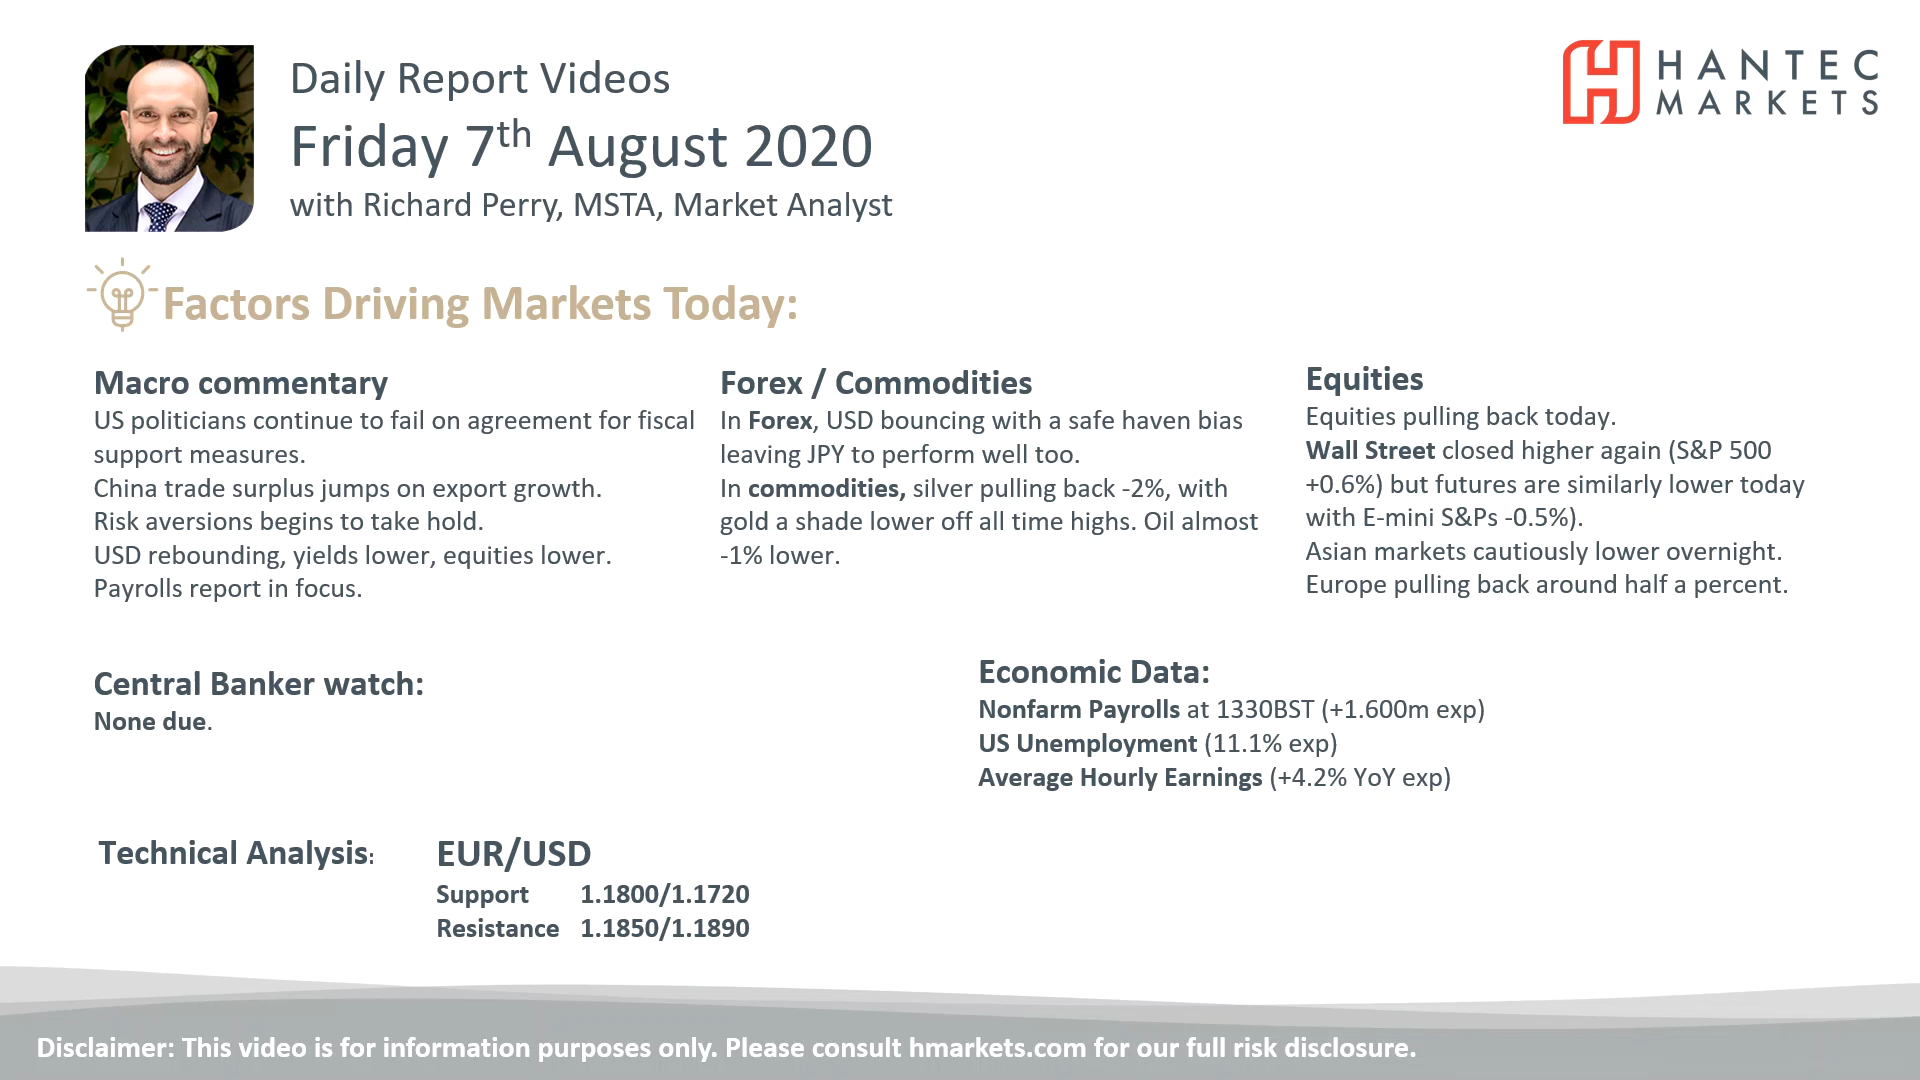 Daily Report Videos
Friday 7th August 2020
with Richard Perry, MSTA, Market Analyst
HANTEC
MARKETS
Factors Driving Markets Today:
Macro commentary
US politicians continue to fail on agreement for fiscal
support measures.
China trade surplus jumps on export growth.
Risk aversions begins to take hold.
USD rebounding, yields lower, equities lower.
Payrolls report in focus.
Forex / Commodities
In Forex, USD bouncing with a safe haven bias
leaving JPY to perform well too.
In commodities, silver pulling back -2%, with
gold a shade lower off all time highs. Oil almost
-1% lower.
Equities
Equities pulling back today.
Wall Street closed higher again (S&P 500
+0.6%) but futures are similarly lower today
with E-mini S&Ps -0.5%).
Asian markets cautiously lower overnight.
Europe pulling back around half a percent.
Central Banker watch:
None due.
Economic Data:
Nonfarm Payrolls at 1330BST (+1.600m exp)
US Unemployment (11.1% exp)
Average Hourly Earnings (+4.2% YoY exp)
Technical Analysis:
EUR/USD
Support 1.1800/1.1720
Resistance 1.1850/1.1890
Disclaimer: This video is for information purposes only. Please consult hmarkets.com for our full risk disclosure.